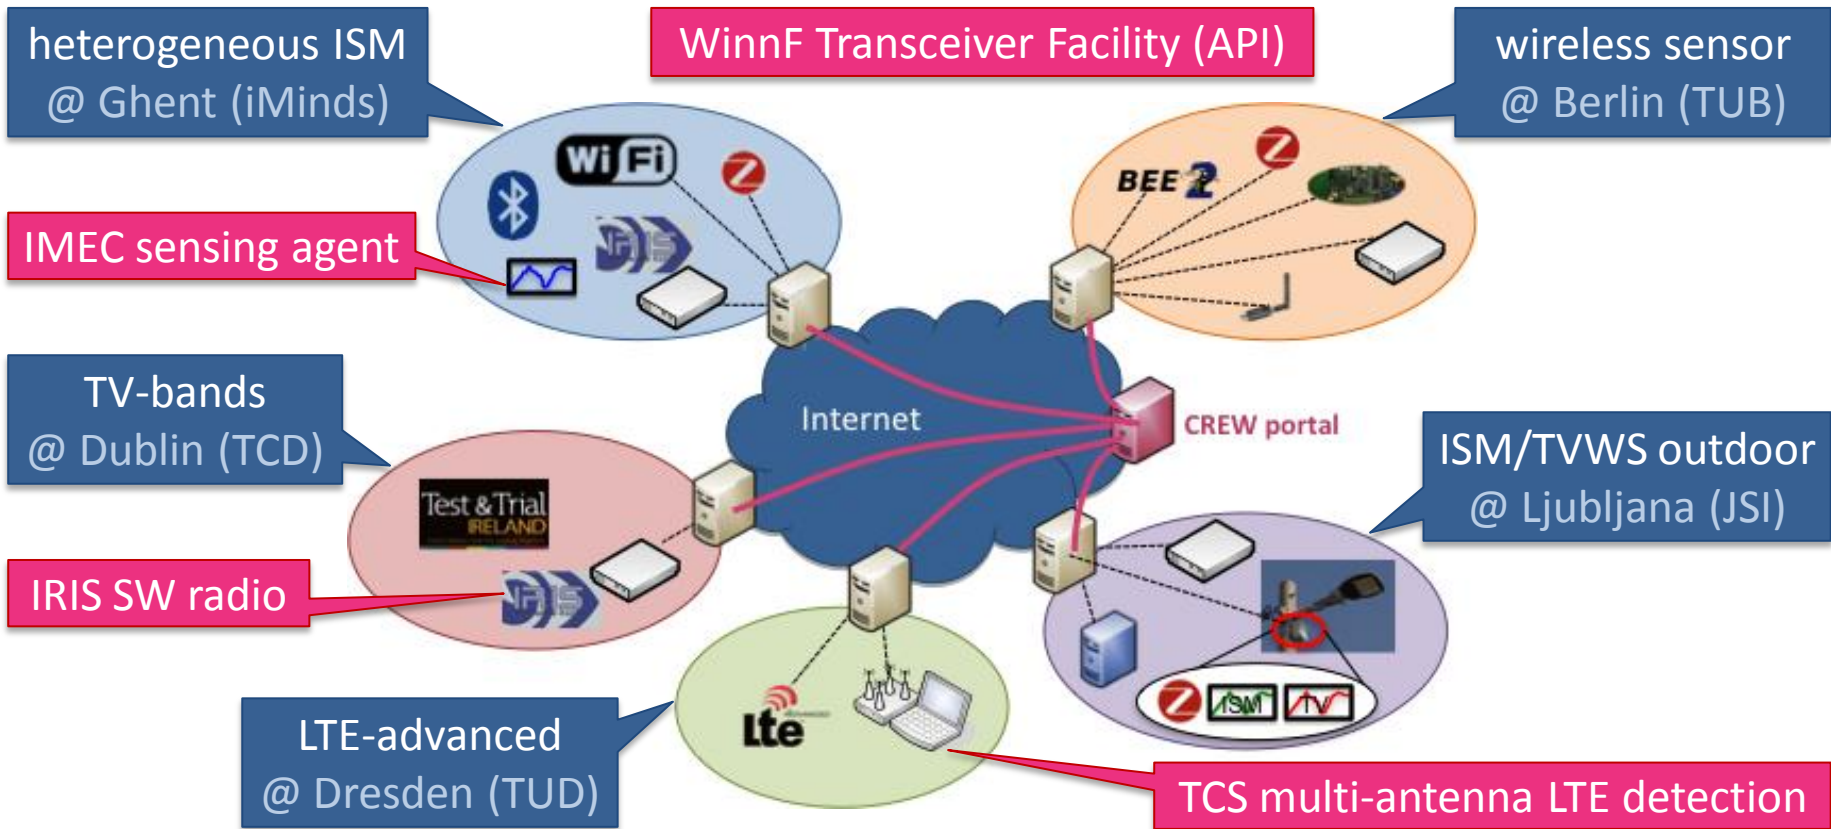 heterogeneous ISM
@ Ghent (iMinds)
WinnF Transceiver Facility (API)
wireless sensor
@ Berlin (TUB)
WiFi
Z
IRIS
BEE 2
Z
IMEC sensing agent
TV-bands
@ Dublin (TCD)
Internet
CREW portal
ISM/TVWS outdoor
@ Ljubljana (JSI)
Test & Trial
IRELAND
IRIS
IRIS SW radio
Lte
Z ISM TV
LTE-advanced
@ Dresden (TUD)
TCS multi-antenna LTE detection